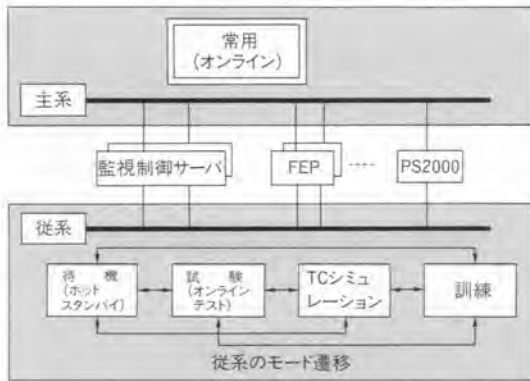 常用
(オンライン)
主系
監視制御サーバ
FEP
PS2000
従系
待 機
(ホット
スタンバイ)
試験
(オンライン
テスト)
TCシミュ
レーション
訓練
従系のモード遷移